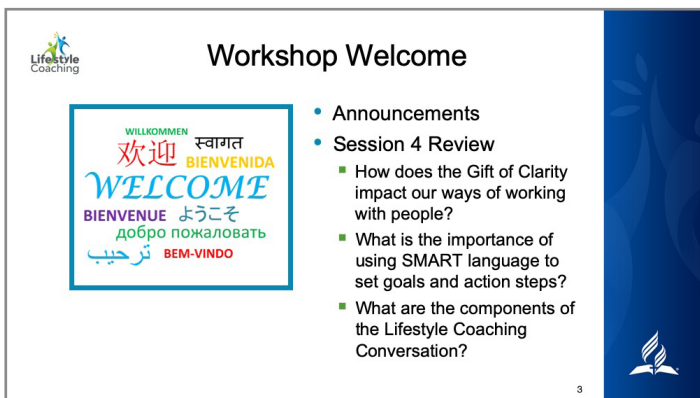 Lifestyle
Coaching
Workshop Welcome
WILLKOMMEN
欢迎 स्वागत
BIENVENIDA
WELCOME
BIENVENUE ようこそ
добро пожаловать
ترحيب BEM-VINDO
• Announcements
• Session 4 Review
▪ How does the Gift of Clarity
impact our ways of working
with people?
▪ What is the importance of
using SMART language to
set goals and action steps?
▪ What are the components of
the Lifestyle Coaching
Conversation?
3